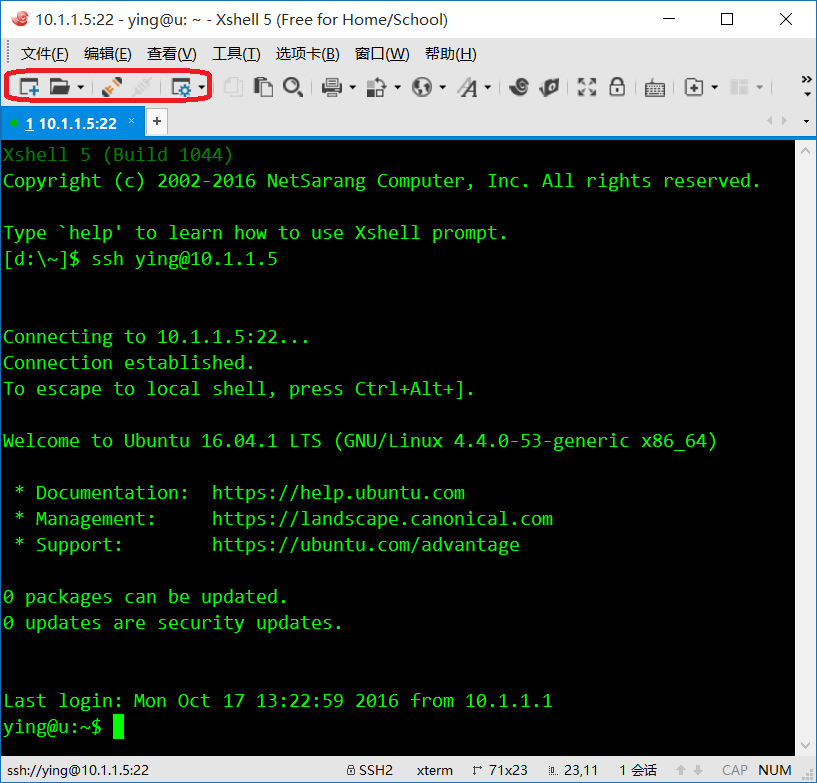 10.1.1.5:22 - ying@u: ~ - Xshell 5 (Free for Home/School)
文件(F) 编辑(E) 查看(V) 工具(T) 选项卡(B) 窗口(W) 帮助(H)
1 10.1.1.5:22 × +
Xshell 5 (Build 1044)
Copyright (c) 2002-2016 NetSarang Computer, Inc. All rights reserved.
Type `help' to learn how to use Xshell prompt.
[d:\~]$ ssh ying@10.1.1.5
Connecting to 10.1.1.5:22...
Connection established.
To escape to local shell, press Ctrl+Alt+].
Welcome to Ubuntu 16.04.1 LTS (GNU/Linux 4.4.0-53-generic x86_64)
* Documentation:  https://help.ubuntu.com
* Management:     https://landscape.canonical.com
* Support:        https://ubuntu.com/advantage
0 packages can be updated.
0 updates are security updates.
Last login: Mon Oct 17 13:22:59 2016 from 10.1.1.1
ying@u:~$
ssh://ying@10.1.1.5:22 SSH2 xterm 71x23 23,11 1 会话 CAP NUM